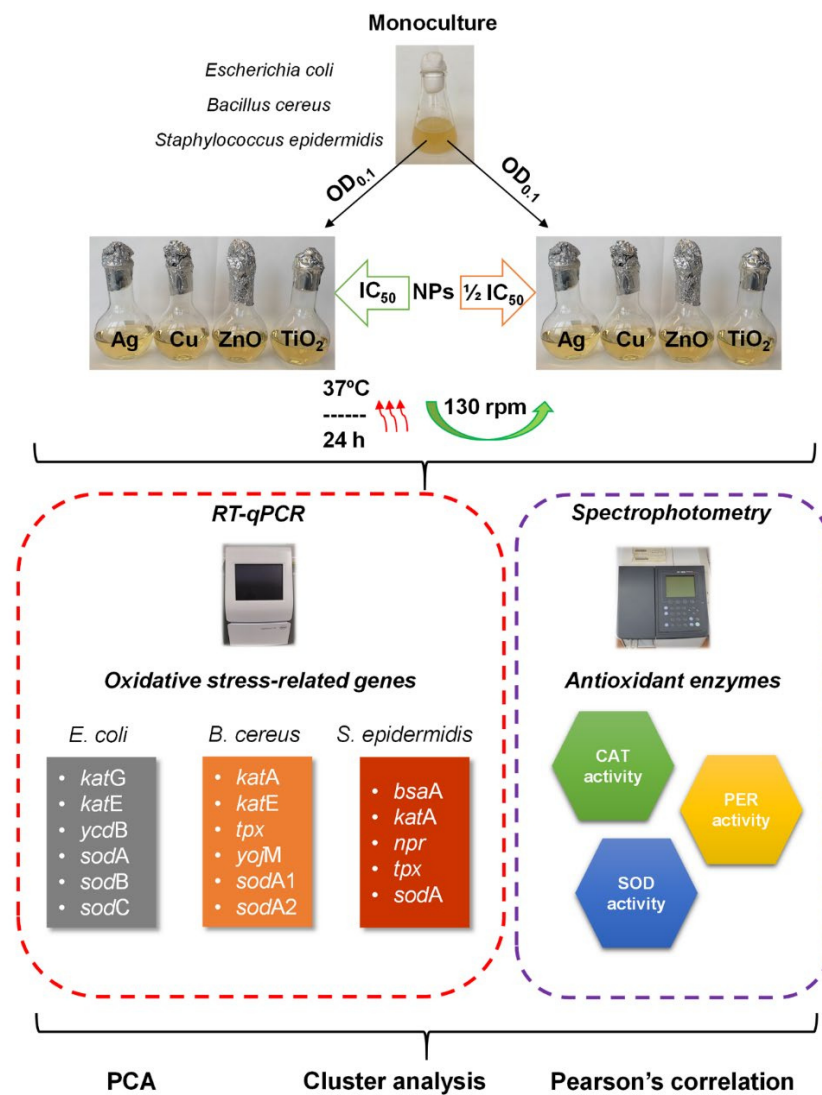 Monoculture
Escherichia coli
Bacillus cereus
Staphylococcus epidermidis
OD0.1
OD0.1
IC50
NPs
½ IC50
Ag
Cu
ZnO
TiO2
Ag
Cu
ZnO
TiO2
37ºC
------
24 h
130 rpm
RT-qPCR
Oxidative stress-related genes
E. coli
• katG
• katE
• ycdB
• sodA
• sodB
• sodC
B. cereus
• katA
• katE
• tpx
• yojM
• sodA1
• sodA2
S. epidermidis
• bsaA
• katA
• npr
• tpx
• sodA
Spectrophotometry
Antioxidant enzymes
CAT
activity
PER
activity
SOD
activity
PCA
Cluster analysis
Pearson’s correlation